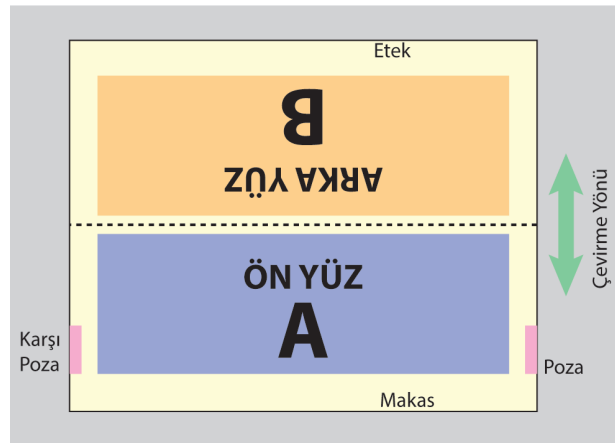 Etek
B
ARKA YÜZ
ÖN YÜZ
A
Karşı
Poza
Poza
Makas
Çevirme Yönü